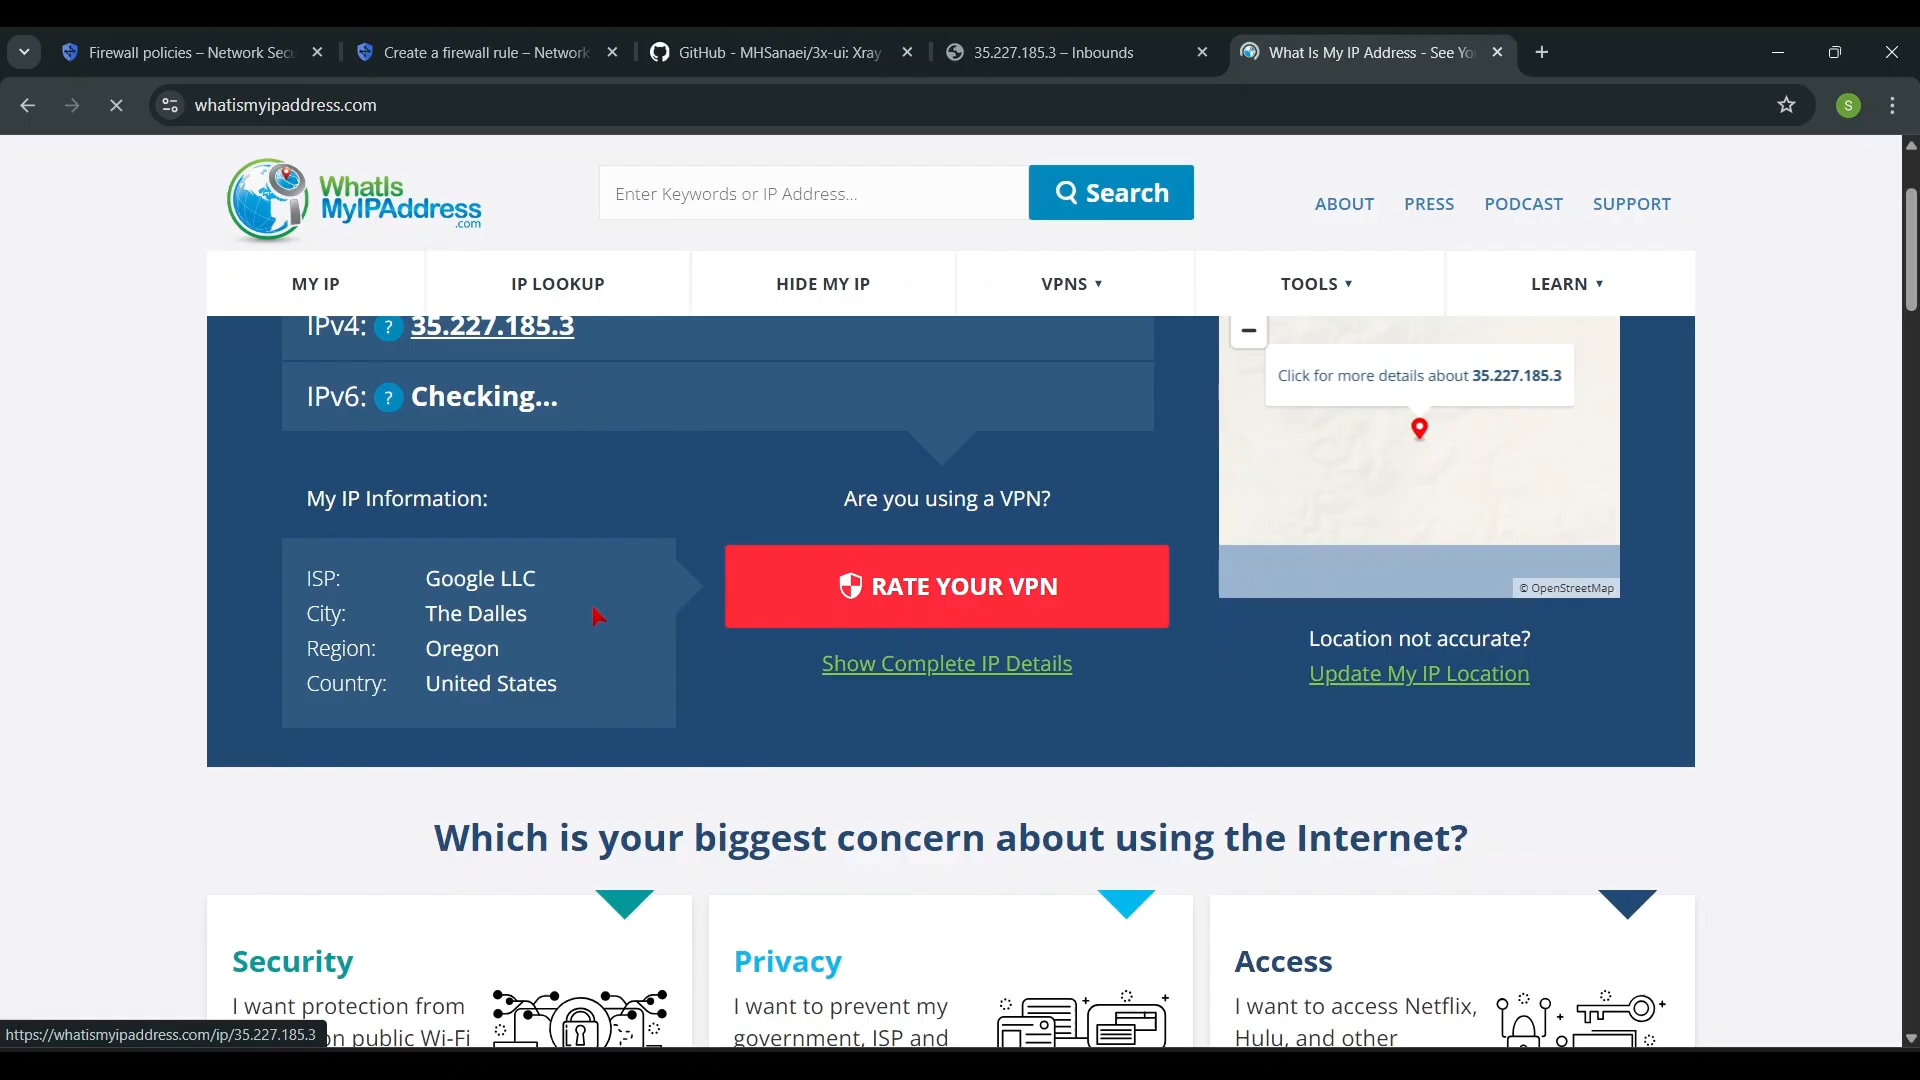 Firewall policies – Network Secu
Create a firewall rule – Network
GitHub - MHSanaei/3x-ui: Xray
35.227.185.3 – Inbounds
What Is My IP Address - See Yo
whatismyipaddress.com
S
WhatIs
MyIPAddress
.com
Enter Keywords or IP Address...
Search
ABOUT
PRESS
PODCAST
SUPPORT
MY IP
IP LOOKUP
HIDE MY IP
VPNS ▾
TOOLS ▾
LEARN ▾
IPv4: ? 35.227.185.3
IPv6: ? Checking...
Click for more details about 35.227.185.3
© OpenStreetMap
My IP Information:
Are you using a VPN?
ISP: Google LLC
City: The Dalles
Region: Oregon
Country: United States
RATE YOUR VPN
Show Complete IP Details
Location not accurate?
Update My IP Location
Which is your biggest concern about using the Internet?
Security
I want protection from
on public Wi-Fi
Privacy
I want to prevent my
government, ISP and
Access
I want to access Netflix,
Hulu, and other
https://whatismyipaddress.com/ip/35.227.185.3